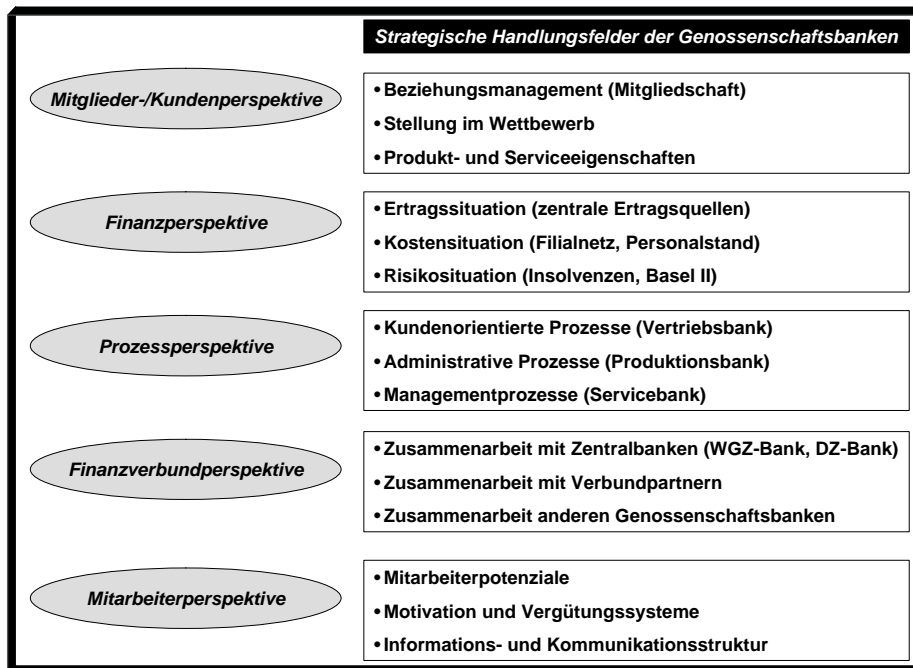 Strategische Handlungsfelder der Genossenschaftsbanken
Mitglieder-/Kundenperspektive
• Beziehungsmanagement (Mitgliedschaft)
• Stellung im Wettbewerb
• Produkt- und Serviceeigenschaften
Finanzperspektive
• Ertragssituation (zentrale Ertragsquellen)
• Kostensituation (Filialnetz, Personalstand)
• Risikosituation (Insolvenzen, Basel II)
Prozessperspektive
• Kundenorientierte Prozesse (Vertriebsbank)
• Administrative Prozesse (Produktionsbank)
• Managementprozesse (Servicebank)
Finanzverbundperspektive
• Zusammenarbeit mit Zentralbanken (WGZ-Bank, DZ-Bank)
• Zusammenarbeit mit Verbundpartnern
• Zusammenarbeit anderen Genossenschaftsbanken
Mitarbeiterperspektive
• Mitarbeiterpotenziale
• Motivation und Vergütungssysteme
• Informations- und Kommunikationsstruktur